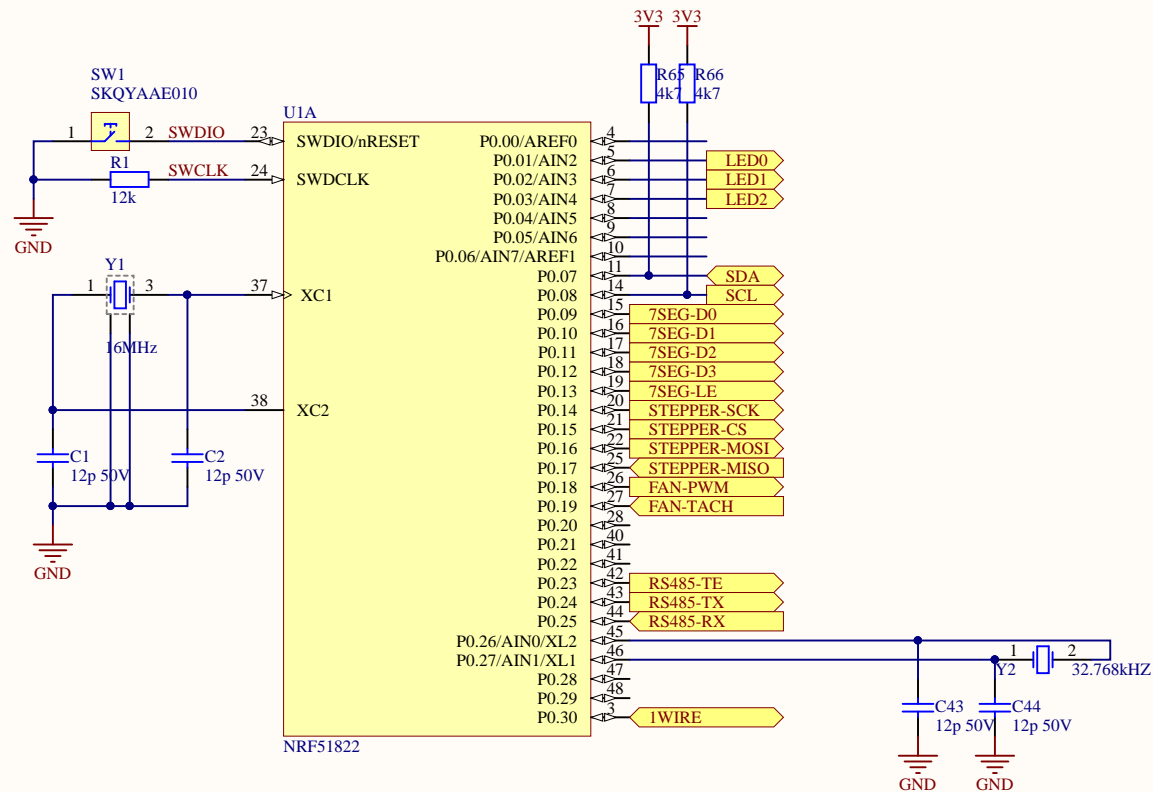 3V3 3V3
R65 R66
4k7 4k7
SW1
SKQYAAE010
U1A
1 2 SWDIO 23 SWDIO/nRESET
R1 SWCLK 24 SWDCLK
12k
GND
Y1
1 3 37 XC1
16MHz
38 XC2
C1 C2
12p 50V 12p 50V
GND
P0.00/AREF0 4
P0.01/AIN2 5 LED0
P0.02/AIN3 6 LED1
P0.03/AIN4 7 LED2
P0.04/AIN5 8
P0.05/AIN6 9
P0.06/AIN7/AREF1 10
P0.07 11 SDA
P0.08 14 SCL
P0.09 15 7SEG-D0
P0.10 16 7SEG-D1
P0.11 17 7SEG-D2
P0.12 18 7SEG-D3
P0.13 19 7SEG-LE
P0.14 20 STEPPER-SCK
P0.15 21 STEPPER-CS
P0.16 22 STEPPER-MOSI
P0.17 25 STEPPER-MISO
P0.18 26 FAN-PWM
P0.19 27 FAN-TACH
P0.20 28
P0.21 40
P0.22 41
P0.23 42 RS485-TE
P0.24 43 RS485-TX
P0.25 44 RS485-RX
P0.26/AIN0/XL2 45
P0.27/AIN1/XL1 46
P0.28 47
P0.29 48
P0.30 3 1WIRE
NRF51822
1 2
Y2 32.768kHZ
C43 C44
12p 50V 12p 50V
GND GND